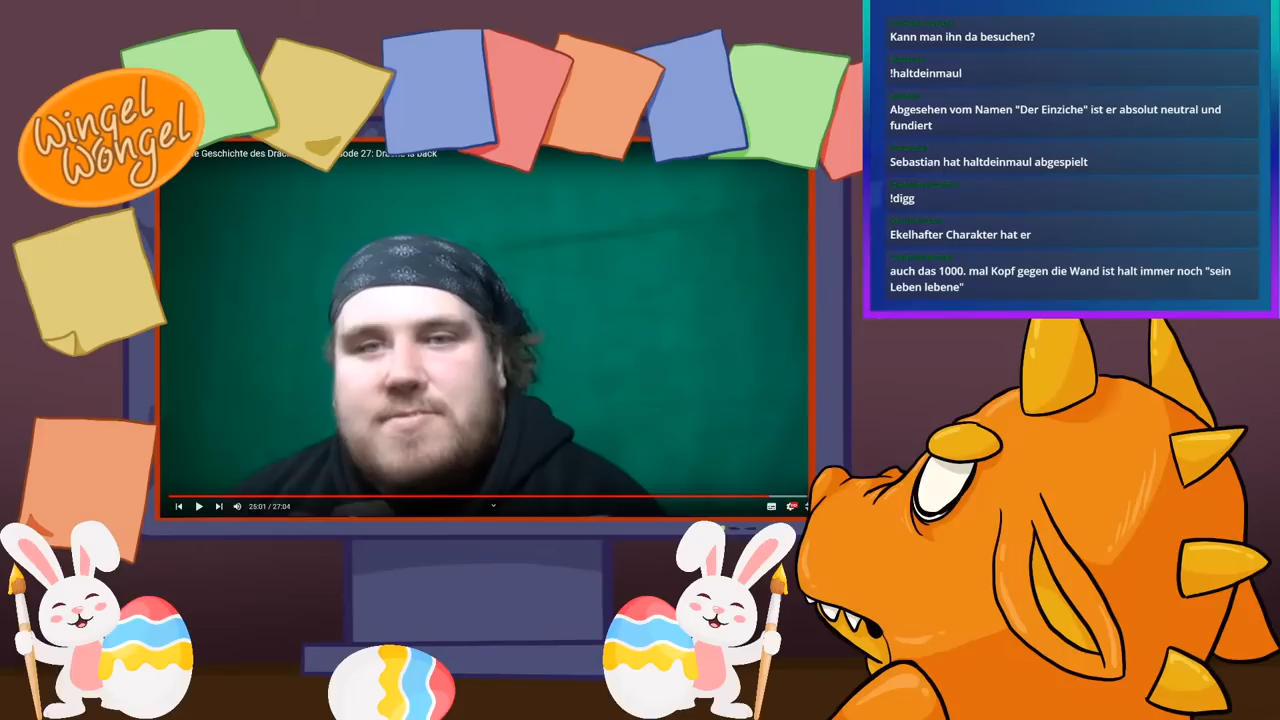 Wingel
Wongel
e Geschichte des Drac
ode 27: Drac
is back
25:01 / 27:04
Kann man ihn da besuchen?
!haltdeinmaul
Abgesehen vom Namen "Der Einziche" ist er absolut neutral und
fundiert
Sebastian hat haltdeinmaul abgespielt
!digg
Ekelhafter Charakter hat er
auch das 1000. mal Kopf gegen die Wand ist halt immer noch "sein
Leben lebene"